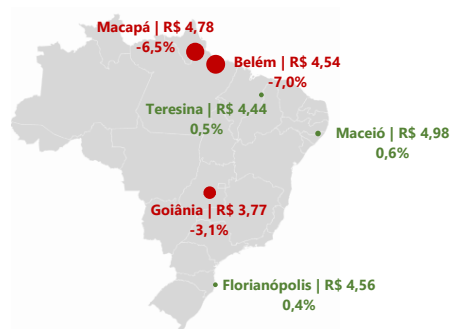 Macapá | R$ 4,78
-6,5%
Belém | R$ 4,54
-7,0%
Teresina | R$ 4,44
0,5%
Maceió | R$ 4,98
0,6%
Goiânia | R$ 3,77
-3,1%
Florianópolis | R$ 4,56
0,4%